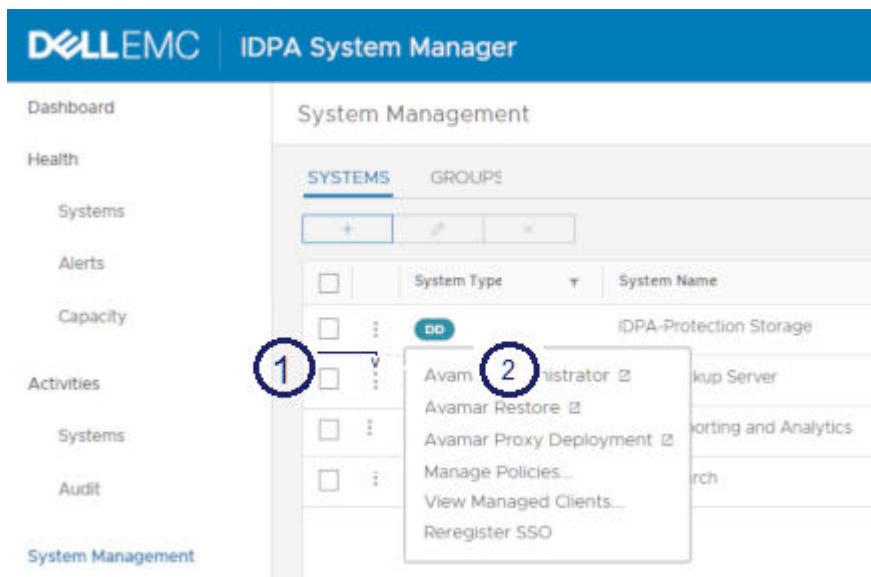 DELLEMC IDPA System Manager
Dashboard
System Management
Health
SYSTEMS GROUPS
Systems
Alerts
System Type System Name
Capacity
DD iDPA-Protection Storage
1
2
Activities
Avam nistrator kup Server
Avamar Restore
Systems
Avamar Proxy Deployment orting and Analytics
Audit
Manage Policies... rch
View Managed Clients...
Reregister SSO
System Management